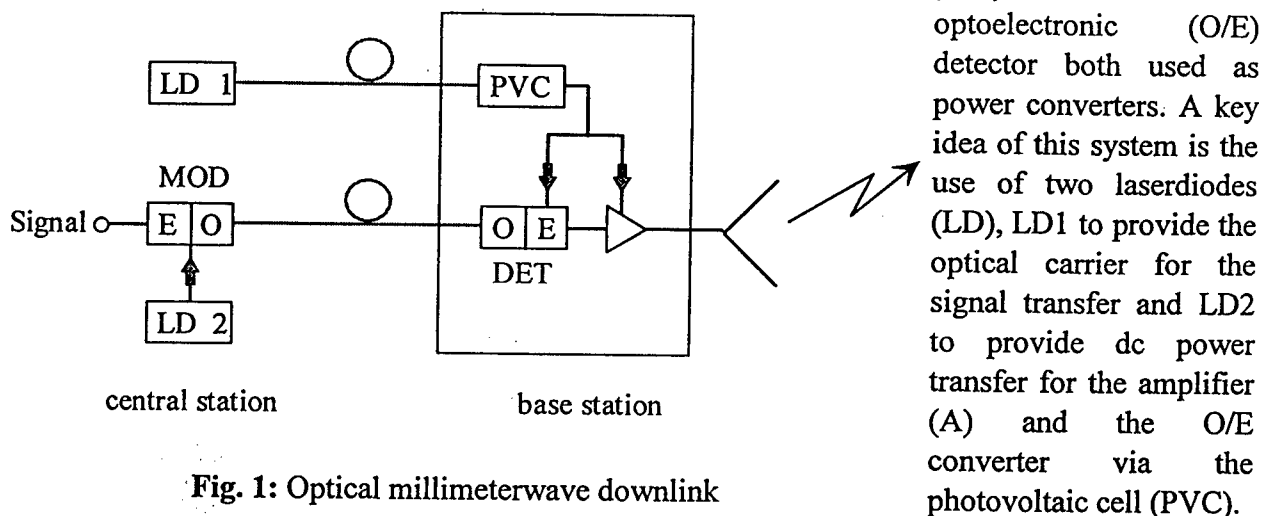 LD 1
PVC
MOD
Signal
E O
O E
DET
LD 2
central station
base station
Fig. 1: Optical millimeterwave downlink
optoelectronic (O/E)
detector both used as
power converters. A key
idea of this system is the
use of two laserdiodes
(LD), LD1 to provide the
optical carrier for the
signal transfer and LD2
to provide dc power
transfer for the amplifier
(A) and the O/E
converter via the
photovoltaic cell (PVC).